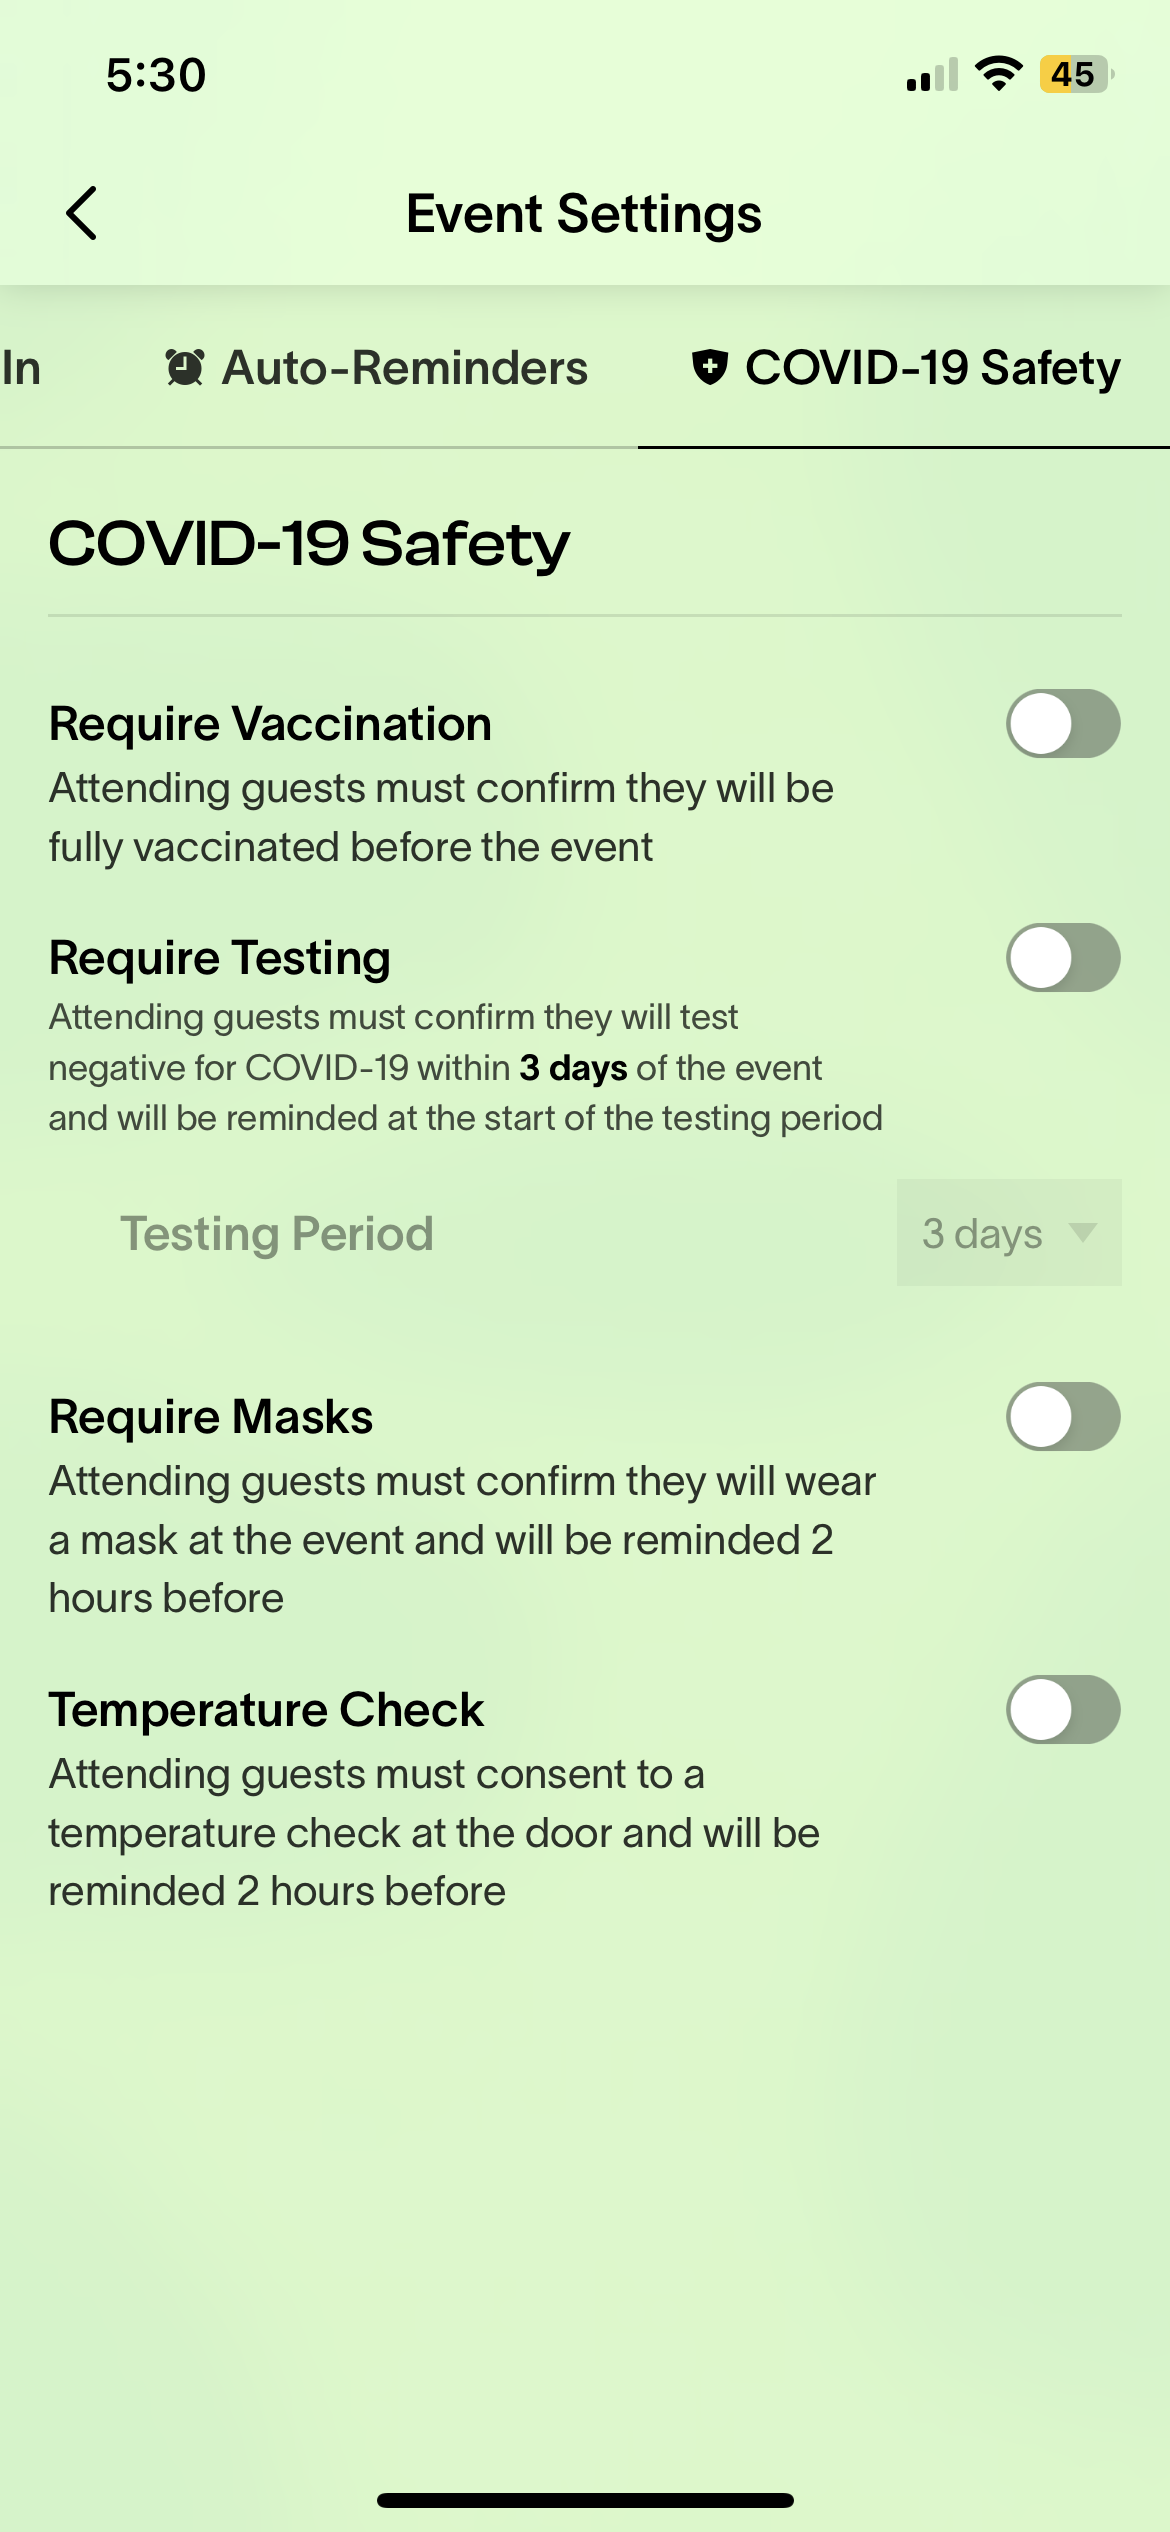 5:30
45
Event Settings
In
Auto-Reminders
COVID-19 Safety
COVID-19 Safety
Require Vaccination
Attending guests must confirm they will be
fully vaccinated before the event
Require Testing
Attending guests must confirm they will test
negative for COVID-19 within 3 days of the event
and will be reminded at the start of the testing period
Testing Period
3 days
Require Masks
Attending guests must confirm they will wear
a mask at the event and will be reminded 2
hours before
Temperature Check
Attending guests must consent to a
temperature check at the door and will be
reminded 2 hours before